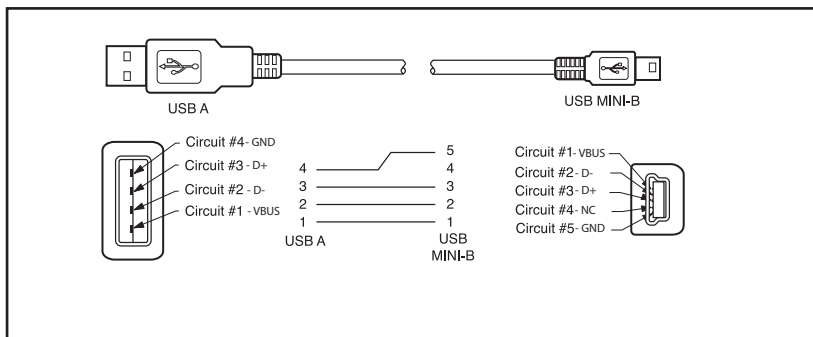 USB A
USB MINI-B
Circuit #4- GND
Circuit #3 - D+
Circuit #2 - D-
Circuit #1 - VBUS
4
3
2
1
USB A
5
4
3
2
1
USB
MINI-B
Circuit #1- VBUS
Circuit #2- D-
Circuit #3- D+
Circuit #4- NC
Circuit #5- GND